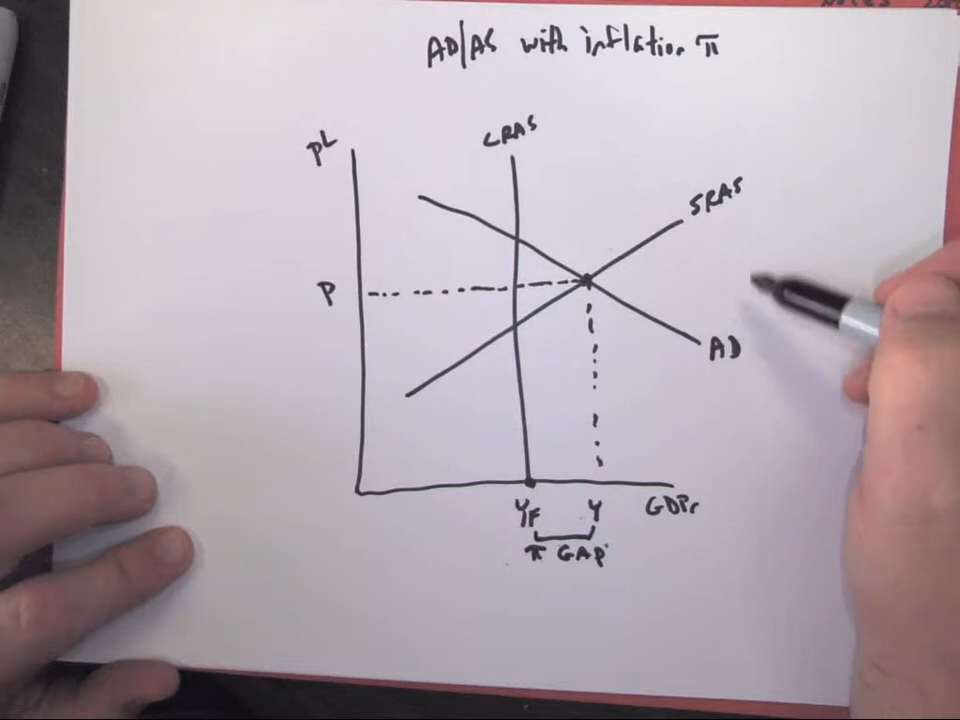 AD/AS with inflation π
PL
LRAS
SRAS
P
AD
YF
Y
GDPr
π GAP